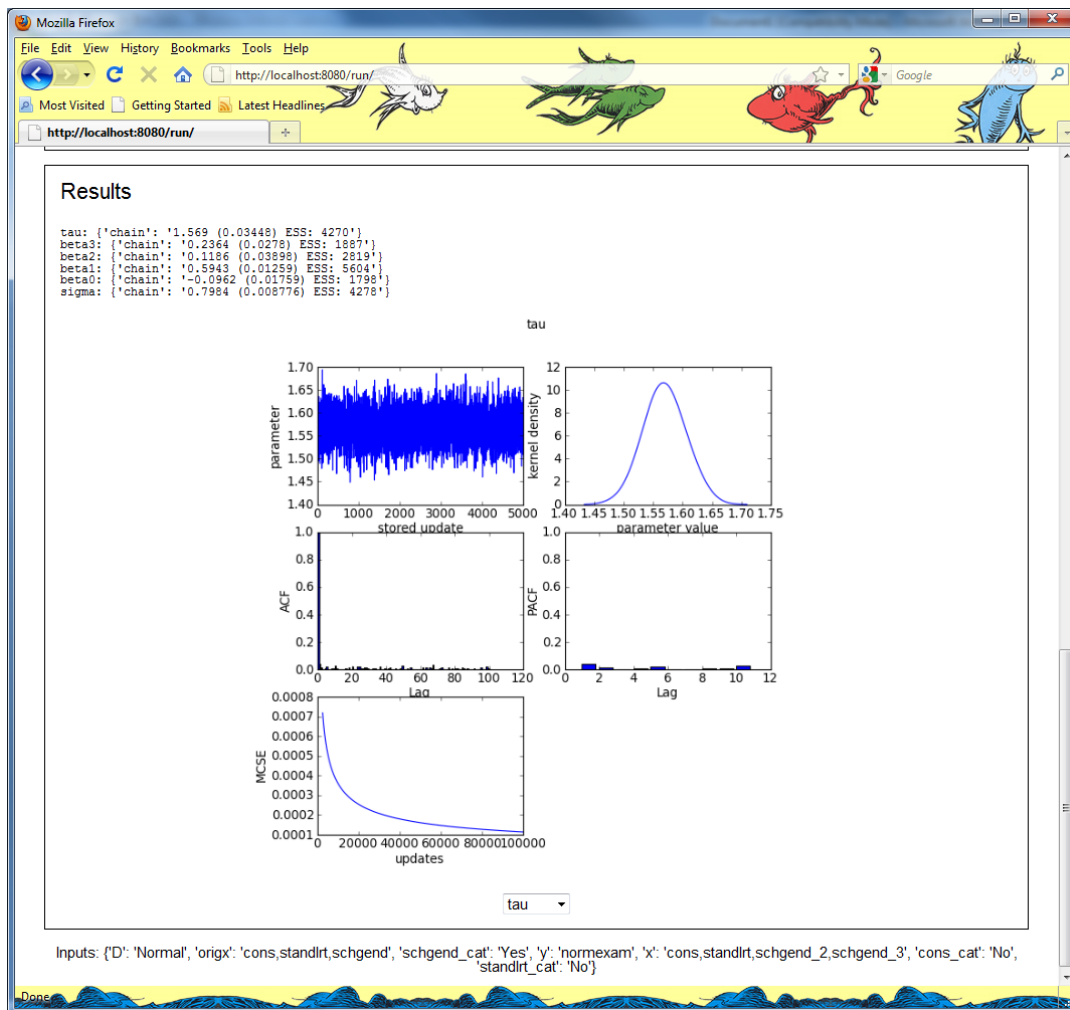 Mozilla Firefox
File Edit View History Bookmarks Tools Help
http://localhost:8080/run/
Google
Most Visited Getting Started Latest Headlines
http://localhost:8080/run/
Results
tau: {'chain': '1.569 (0.03448) ESS: 4270'}
beta3: {'chain': '0.2364 (0.0278) ESS: 1887'}
beta2: {'chain': '0.1186 (0.03898) ESS: 2819'}
beta1: {'chain': '0.5943 (0.01259) ESS: 5604'}
beta0: {'chain': '-0.0962 (0.01759) ESS: 1798'}
sigma: {'chain': '0.7984 (0.008776) ESS: 4278'}
tau
1.70
1.65
1.60
1.55
1.50
1.45
1.40
parameter
0 1000 2000 3000 4000 5000
stored update
12
10
8
6
4
2
0
kernel density
1.40 1.45 1.50 1.55 1.60 1.65 1.70 1.75
parameter value
1.0
0.8
0.6
0.4
0.2
0.0
ACF
0 20 40 60 80 100 120
Lag
1.0
0.8
0.6
0.4
0.2
0.0
PACF
0 2 4 6 8 10 12
Lag
0.0008
0.0007
0.0006
0.0005
0.0004
0.0003
0.0002
0.0001
MCSE
0 20000 40000 60000 80000 100000
updates
tau
Inputs: {'D': 'Normal', 'origx': 'cons,standlrt,schgend', 'schgend_cat': 'Yes', 'y': 'normexam', 'x': 'cons,standlrt,schgend_2,schgend_3', 'cons_cat': 'No',
'standlrt_cat': 'No'}
Done